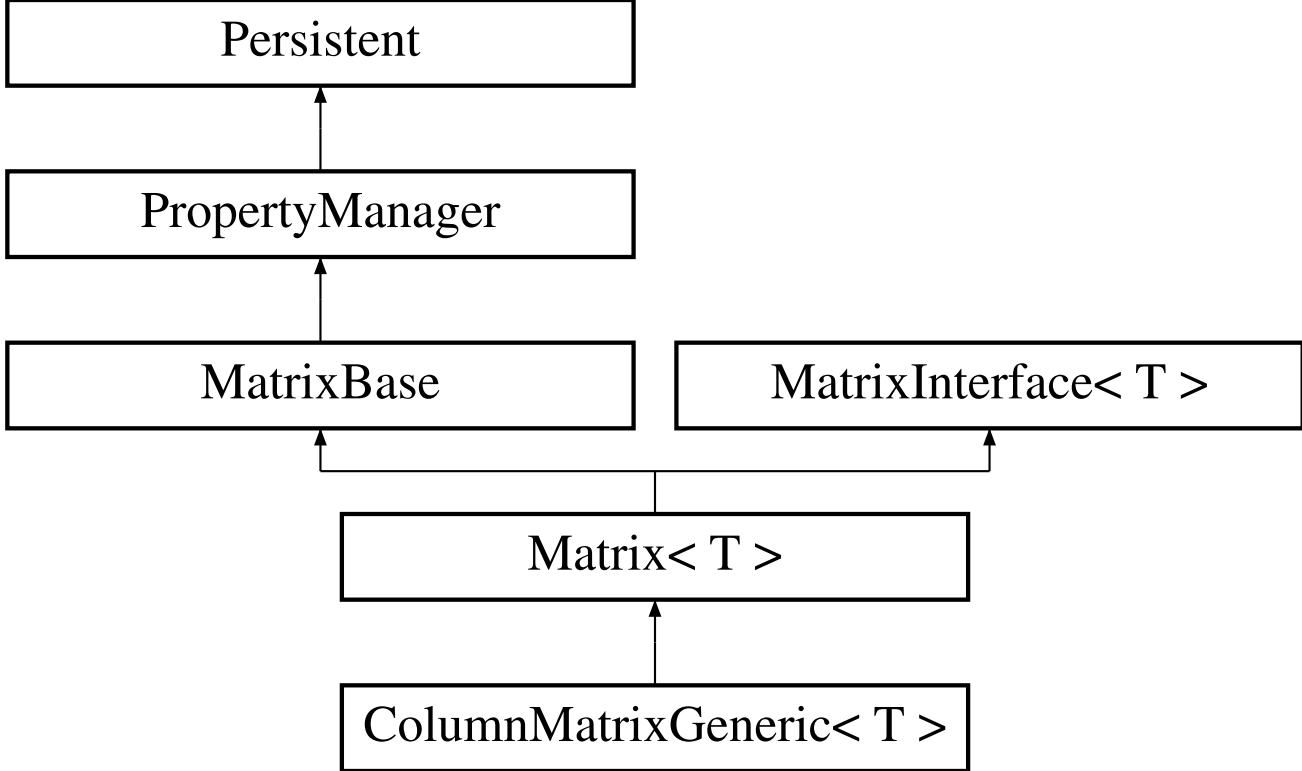 Persistent
PropertyManager
MatrixBase
MatrixInterface< T >
Matrix< T >
ColumnMatrixGeneric< T >